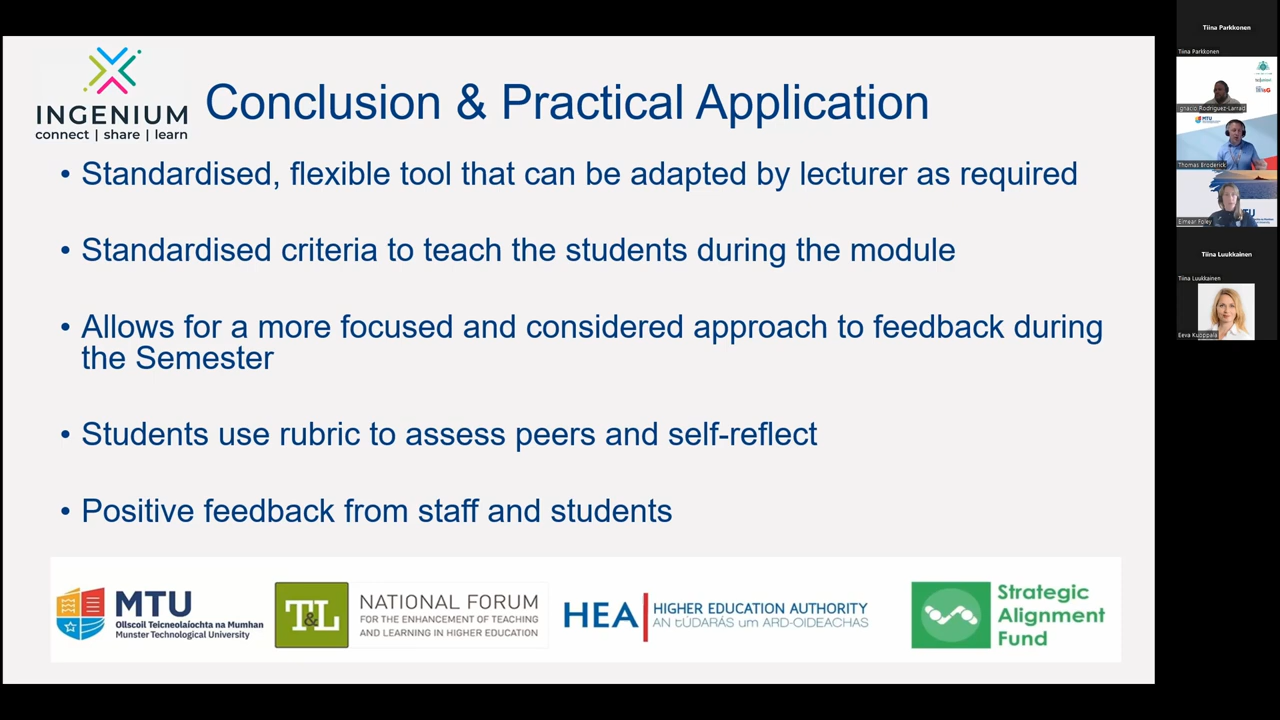 INGENIUM
connect | share | learn
Conclusion & Practical Application
• Standardised, flexible tool that can be adapted by lecturer as required
• Standardised criteria to teach the students during the module
• Allows for a more focused and considered approach to feedback during
the Semester
• Students use rubric to assess peers and self-reflect
• Positive feedback from staff and students
MTU
Ollscoil Teicneolaíochta na Mumhan
Munster Technological University
T&L
NATIONAL FORUM
FOR THE ENHANCEMENT OF TEACHING
AND LEARNING IN HIGHER EDUCATION
HEA
HIGHER EDUCATION AUTHORITY
AN tÚDARÁS um ARD-OIDEACHAS
Strategic
Alignment
Fund
Tiina Parkkonen
Tiina Parkkonen
Ignacio Rodriguez-Larrad
MTU
Thomas Broderick
Eimear Foley
Tiina Luukkainen
Tiina Luukkainen
Eeva Kuoppala